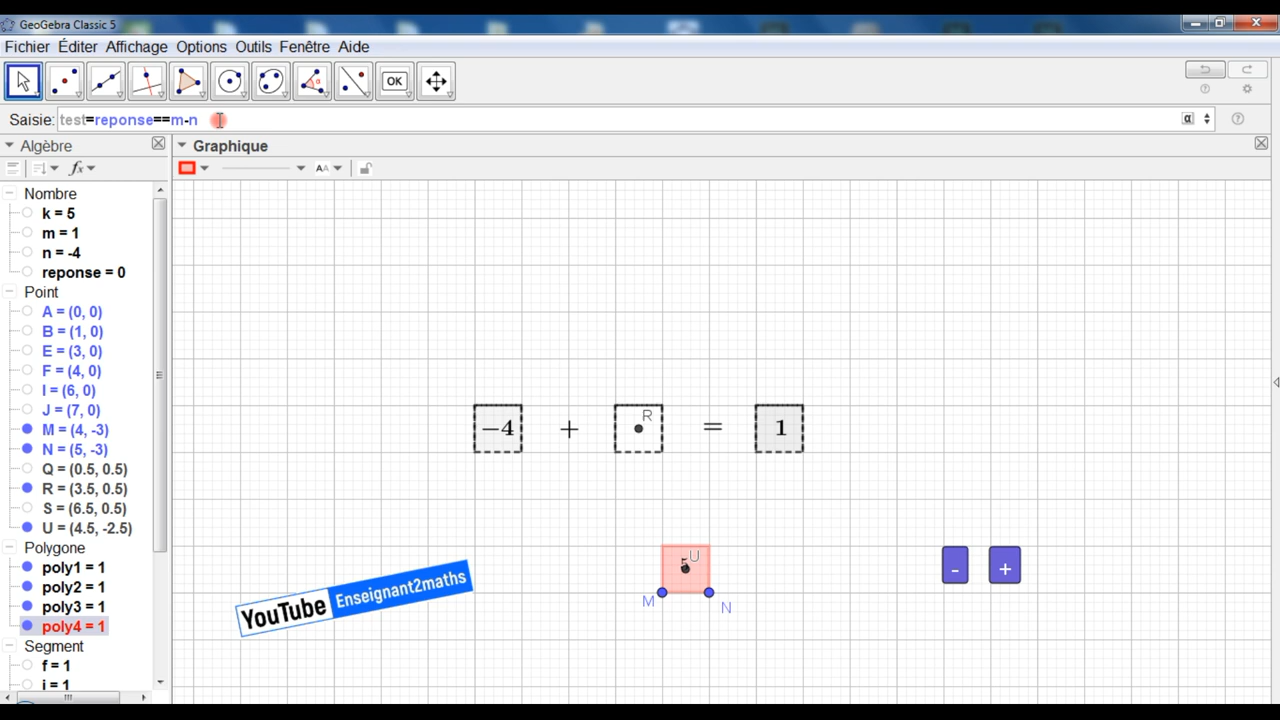 GeoGebra Classic 5
Fichier Éditer Affichage Options Outils Fenêtre Aide
OK
Saisie: test=reponse==m-n
α
Algèbre
Graphique
fx
AA
Nombre
k = 5
m = 1
n = -4
reponse = 0
Point
A = (0, 0)
B = (1, 0)
E = (3, 0)
F = (4, 0)
I = (6, 0)
J = (7, 0)
M = (4, -3)
N = (5, -3)
Q = (0.5, 0.5)
R = (3.5, 0.5)
S = (6.5, 0.5)
U = (4.5, -2.5)
Polygone
poly1 = 1
poly2 = 1
poly3 = 1
poly4 = 1
Segment
f = 1
i = 1
R
−4 + = 1
5 U
- +
M N
YouTube Enseignant2maths